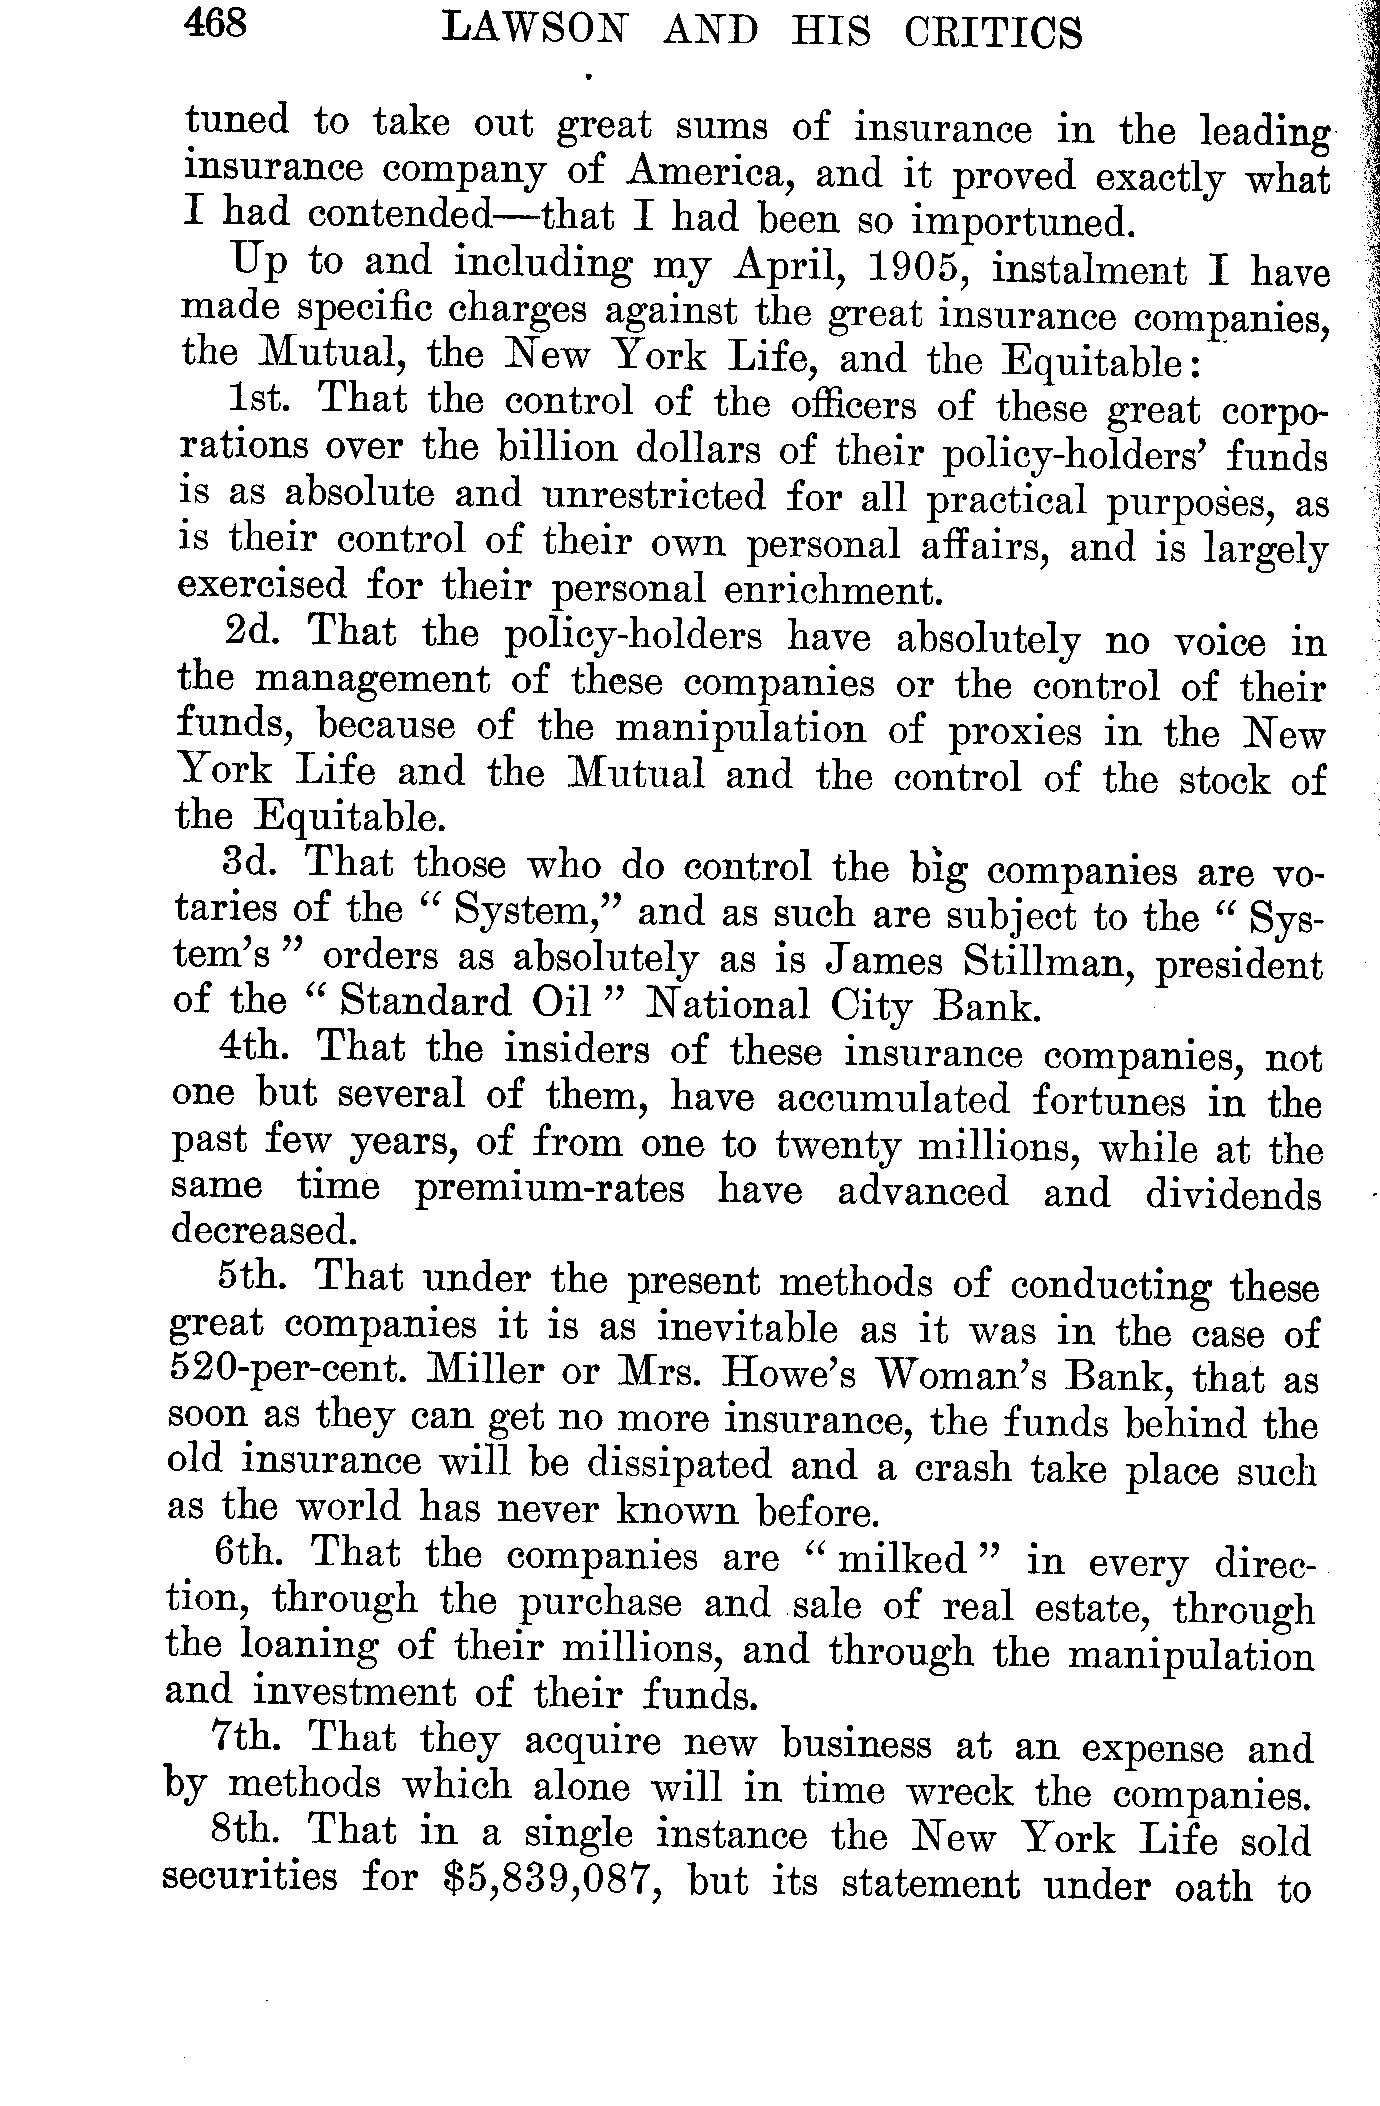 468 LAWSON AND HIS CRITICS
tuned to take out great sums of insurance in the leading
insurance company of America, and it proved exactly what
I had contended—that I had been so importuned.
Up to and including my April, 1905, instalment I have
made specific charges against the great insurance companies,
the Mutual, the New York Life, and the Equitable:
1st. That the control of the officers of these great corpo-
rations over the billion dollars of their policy-holders’ funds
is as absolute and unrestricted for all practical purposes, as
is their control of their own personal affairs, and is largely
exercised for their personal enrichment.
2d. That the policy-holders have absolutely no voice in
the management of these companies or the control of their
funds, because of the manipulation of proxies in the New
York Life and the Mutual and the control of the stock of
the Equitable.
3d. That those who do control the big companies are vo-
taries of the “ System,” and as such are subject to the “ Sys-
tem’s ” orders as absolutely as is James Stillman, president
of the “ Standard Oil ” National City Bank.
4th. That the insiders of these insurance companies, not
one but several of them, have accumulated fortunes in the
past few years, of from one to twenty millions, while at the
same time premium-rates have advanced and dividends
decreased.
5th. That under the present methods of conducting these
great companies it is as inevitable as it was in the case of
520-per-cent. Miller or Mrs. Howe’s Woman’s Bank, that as
soon as they can get no more insurance, the funds behind the
old insurance will be dissipated and a crash take place such
as the world has never known before.
6th. That the companies are “ milked ” in every direc-
tion, through the purchase and sale of real estate, through
the loaning of their millions, and through the manipulation
and investment of their funds.
7th. That they acquire new business at an expense and
by methods which alone will in time wreck the companies.
8th. That in a single instance the New York Life sold
securities for $5,839,087, but its statement under oath to